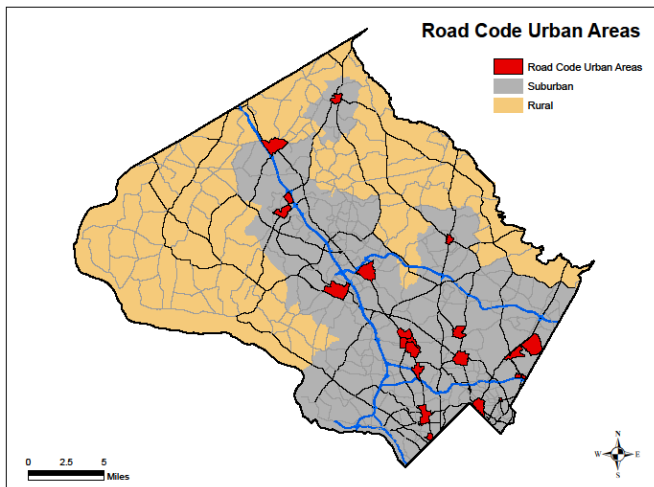 Road Code Urban Areas
Road Code Urban Areas
Suburban
Rural
0 2.5 5
Miles
N
W E
S